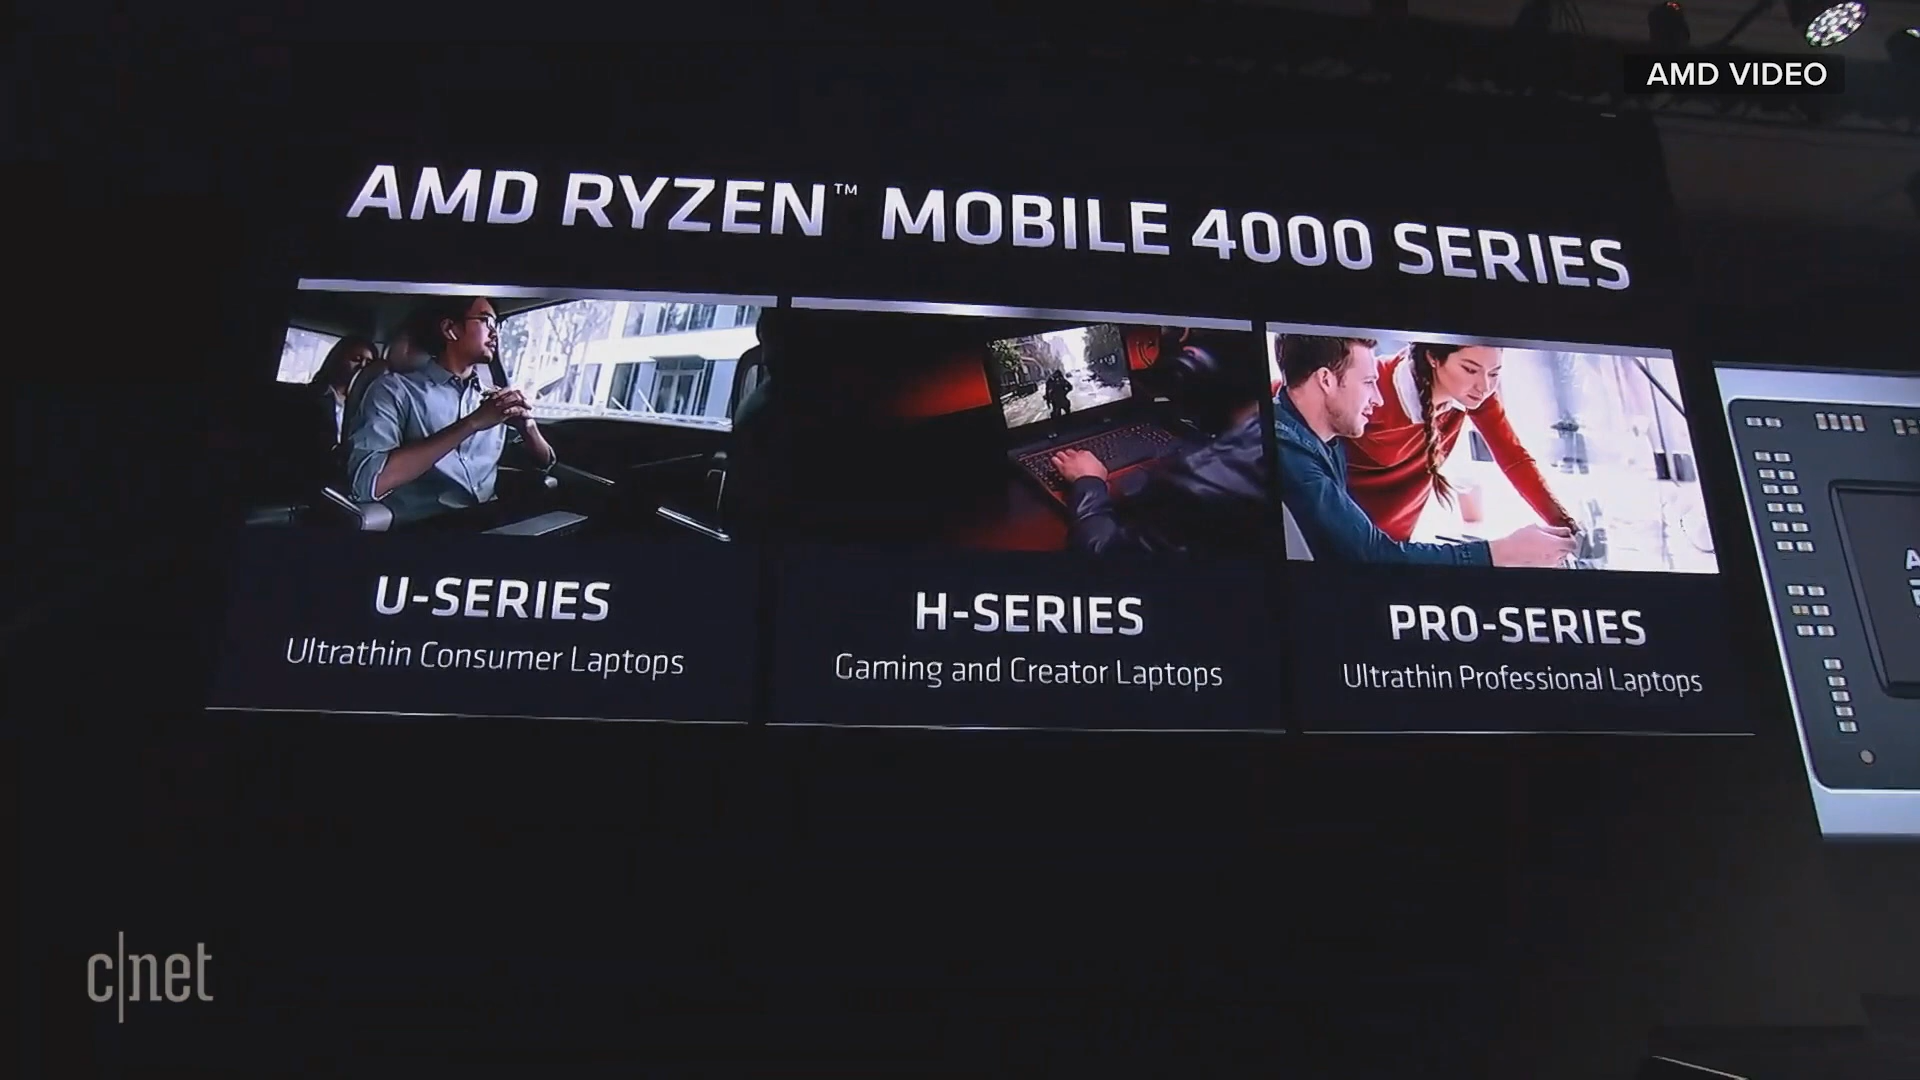 AMD VIDEO
AMD RYZEN™ MOBILE 4000 SERIES
U-SERIES
Ultrathin Consumer Laptops
H-SERIES
Gaming and Creator Laptops
PRO-SERIES
Ultrathin Professional Laptops
c|net